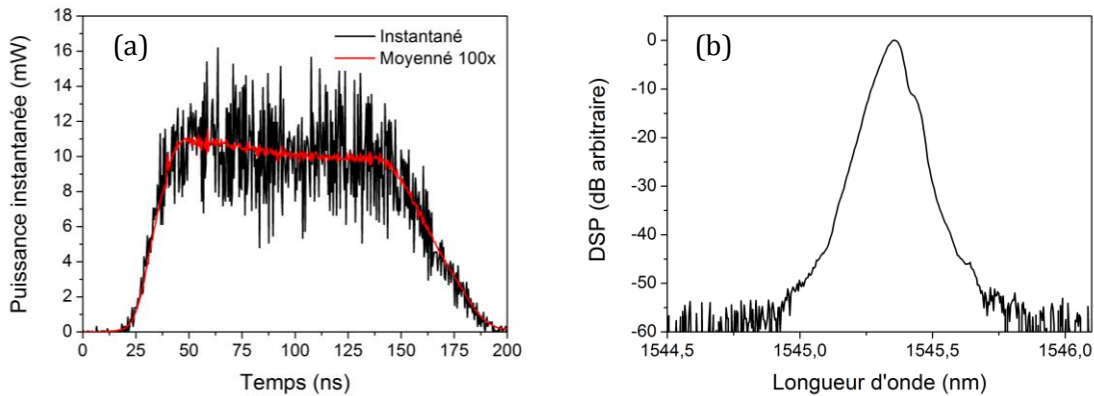 (a)
Instantané
Moyenné 100x
Puissance instantanée (mW)
18
16
14
12
10
8
6
4
2
0
0 25 50 75 100 125 150 175 200
Temps (ns)
(b)
DSP (dB arbitraire)
0
-10
-20
-30
-40
-50
-60
1544,5 1545,0 1545,5 1546,0
Longueur d'onde (nm)